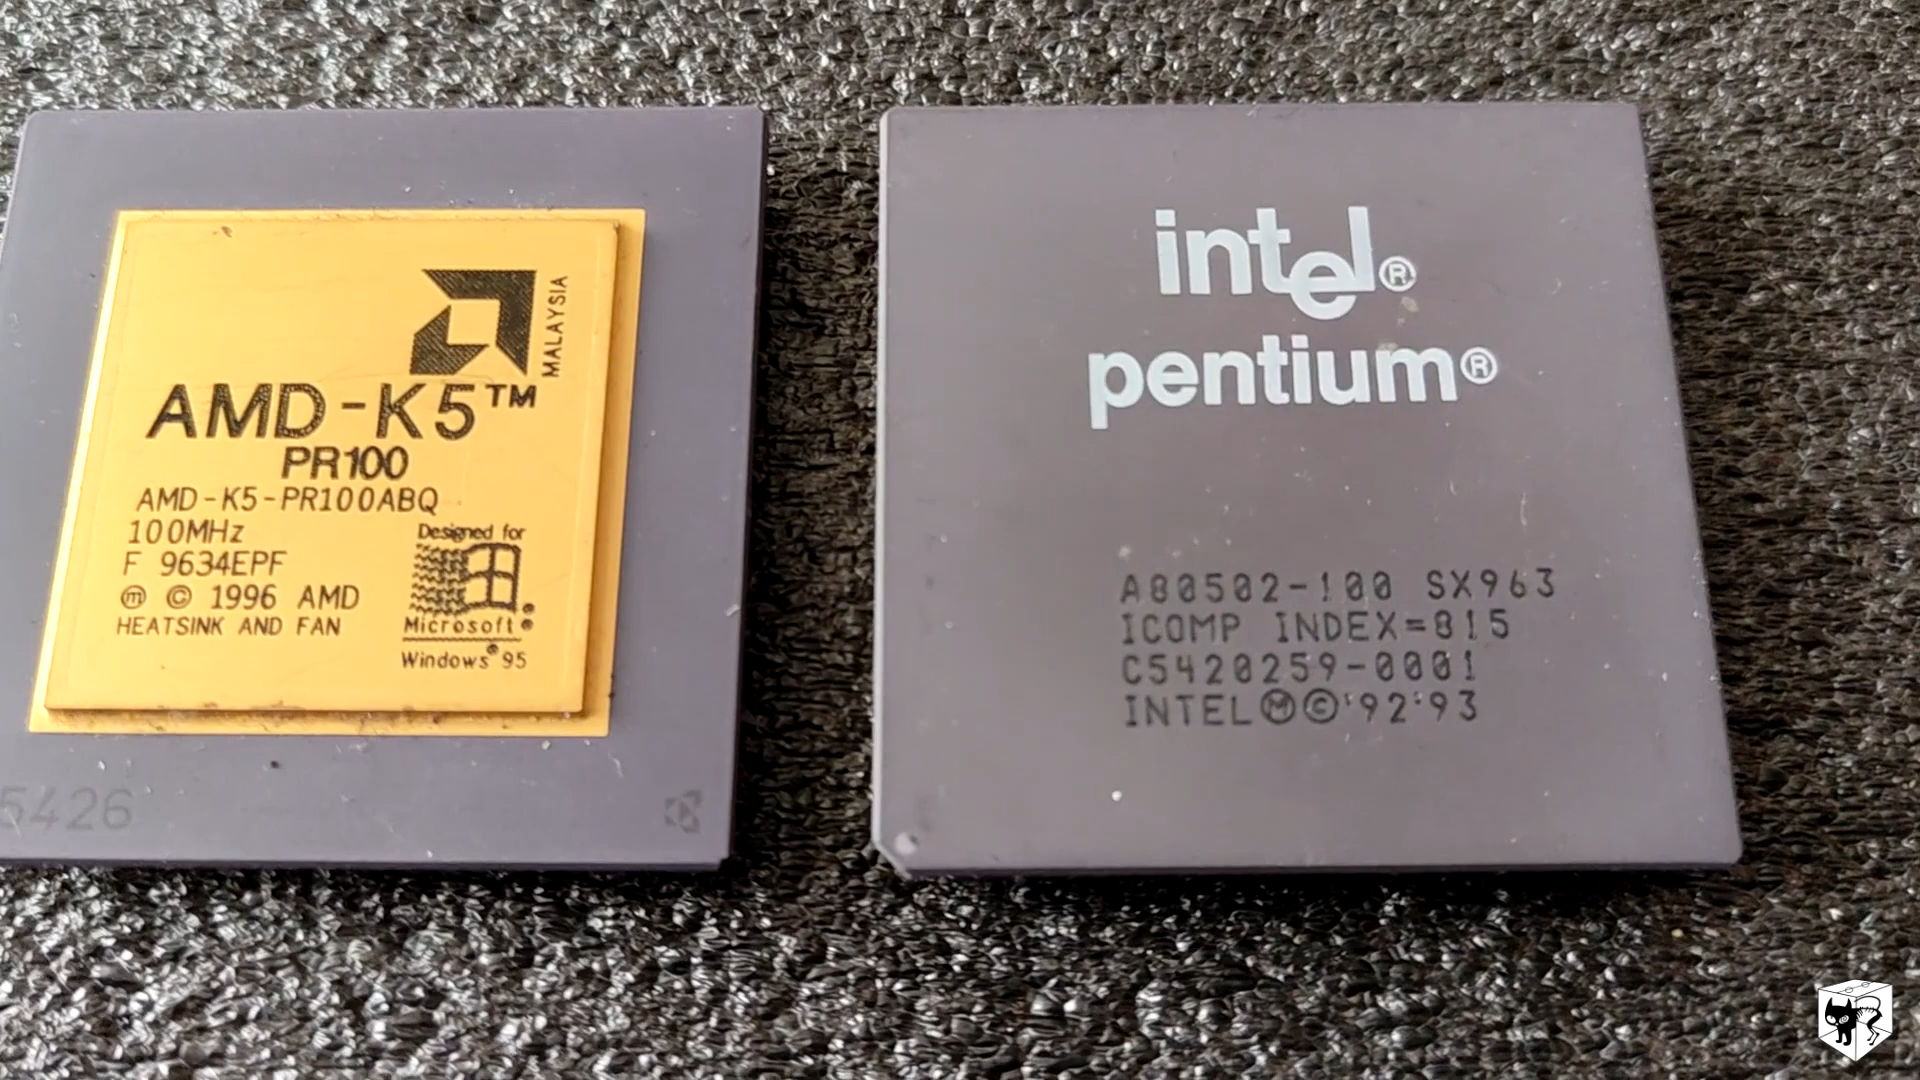 MALAYSIA
AMD-K5™
PR100
AMD-K5-PR100ABQ
100MHz
F 9634EPF
ⓜ © 1996 AMD
HEATSINK AND FAN
Designed for
Microsoft®
Windows®95
5426
intel®
pentium®
A80502-100 SX963
ICOMP INDEX=815
C5420259-0001
INTELⓂ©'92'93